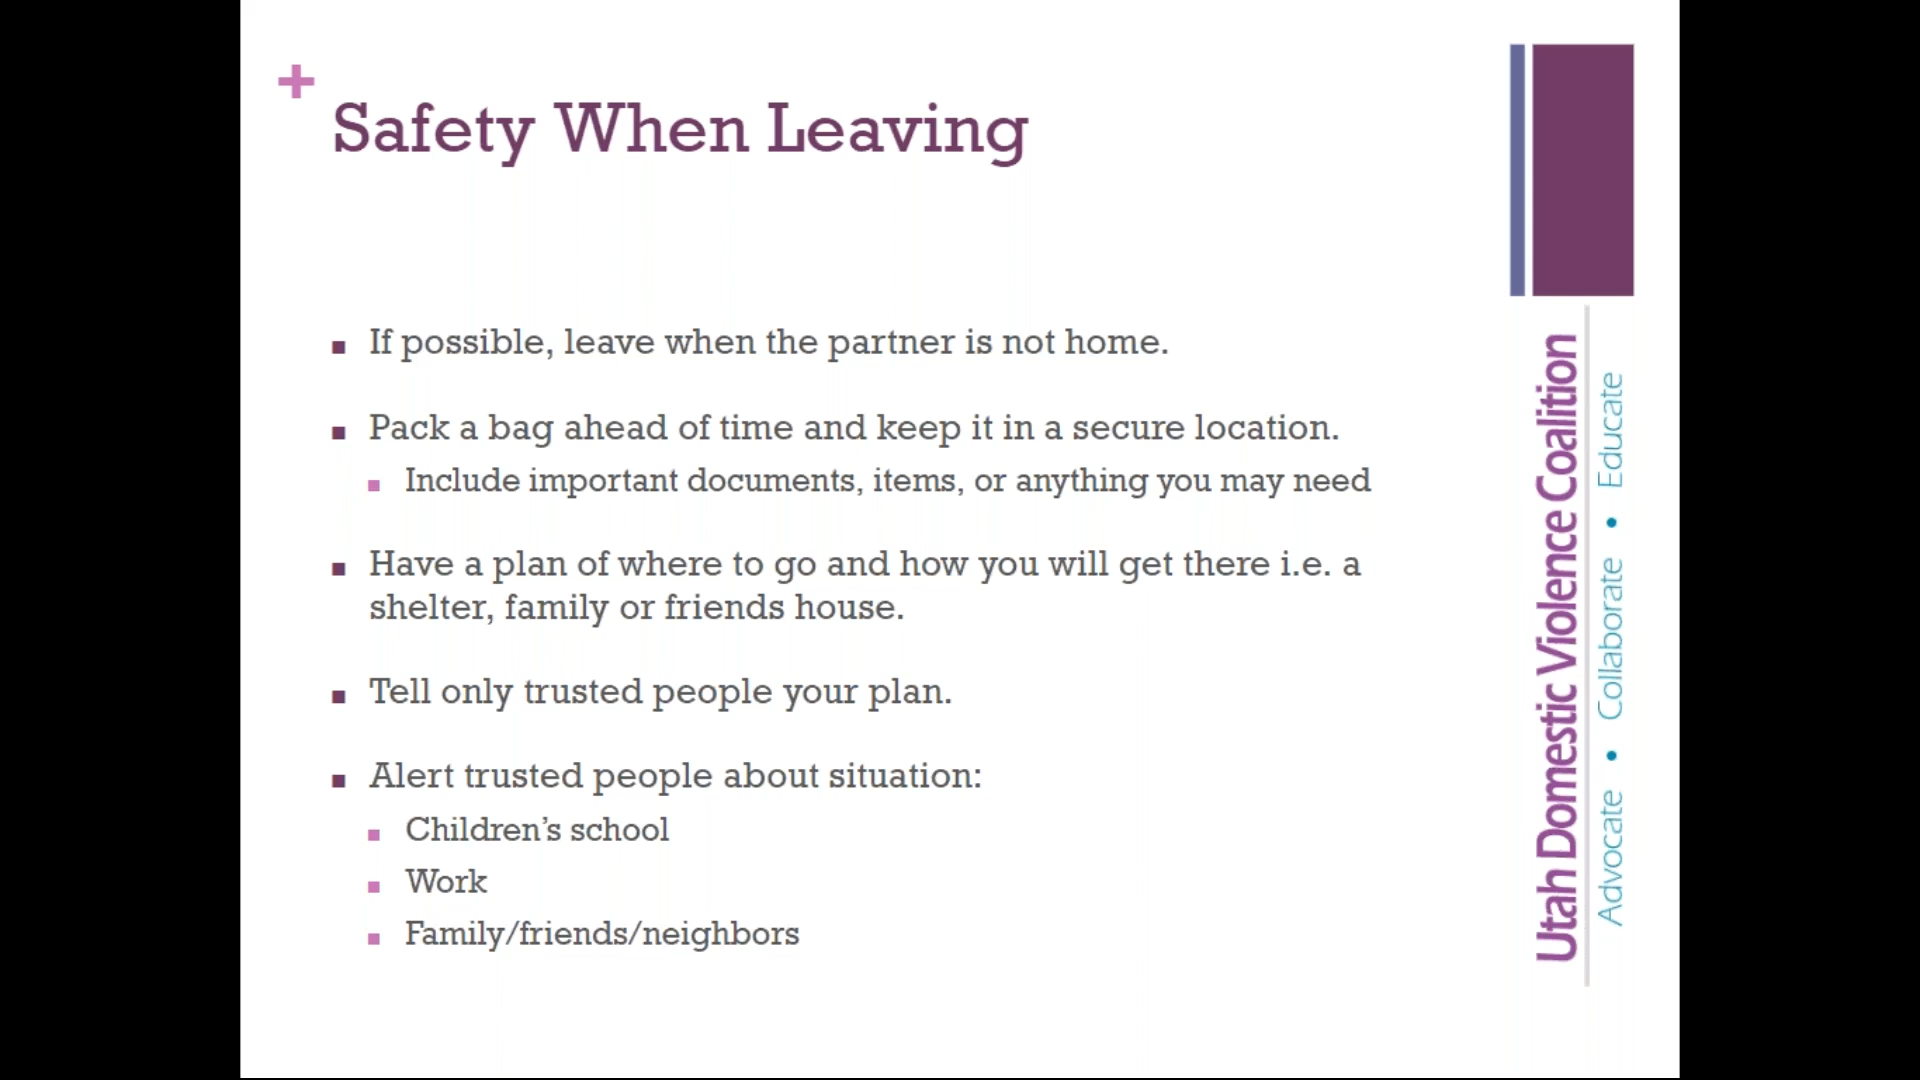 +
Safety When Leaving
If possible, leave when the partner is not home.
Pack a bag ahead of time and keep it in a secure location.
Include important documents, items, or anything you may need
Have a plan of where to go and how you will get there i.e. a
shelter, family or friends house.
Tell only trusted people your plan.
Alert trusted people about situation:
Children’s school
Work
Family/friends/neighbors
Utah Domestic Violence Coalition
Advocate • Collaborate • Educate